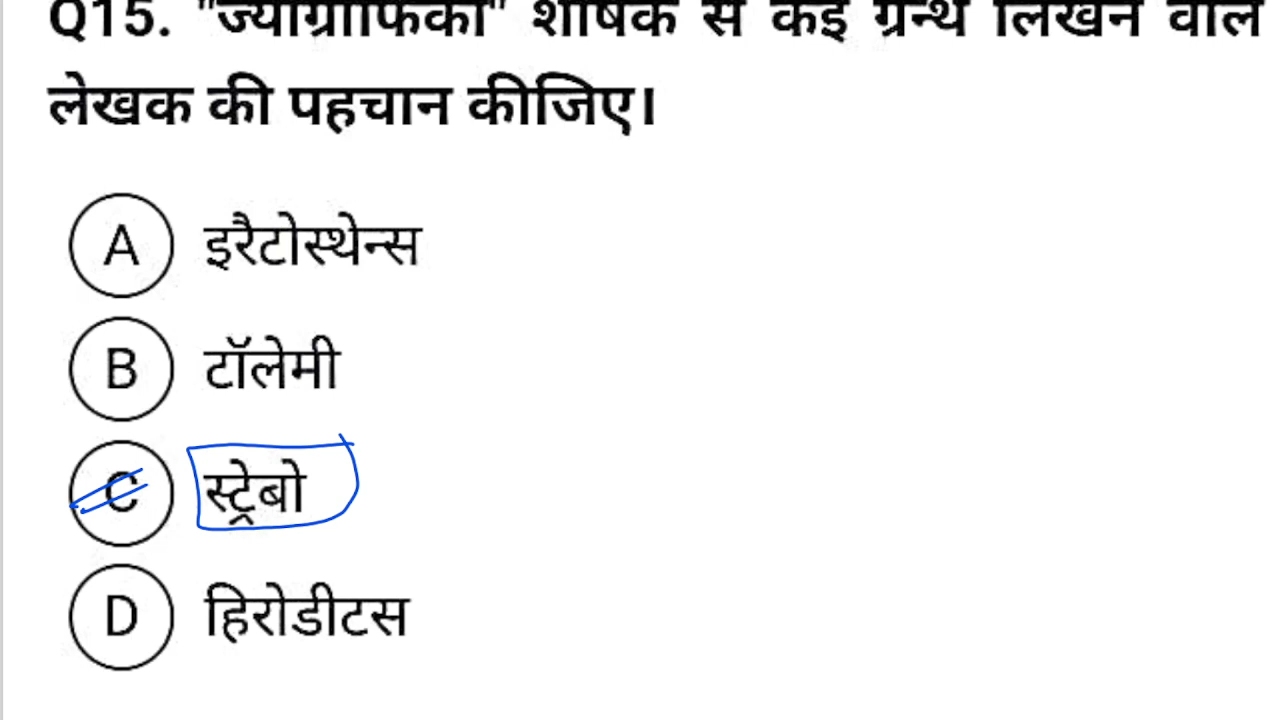 Q15. "ज्योग्राफिका" शीर्षक से कई ग्रन्थ लिखने वाले
लेखक की पहचान कीजिए।
A इरैटोस्थेन्स
B टॉलेमी
C स्ट्रेबो
D हिरोडीटस